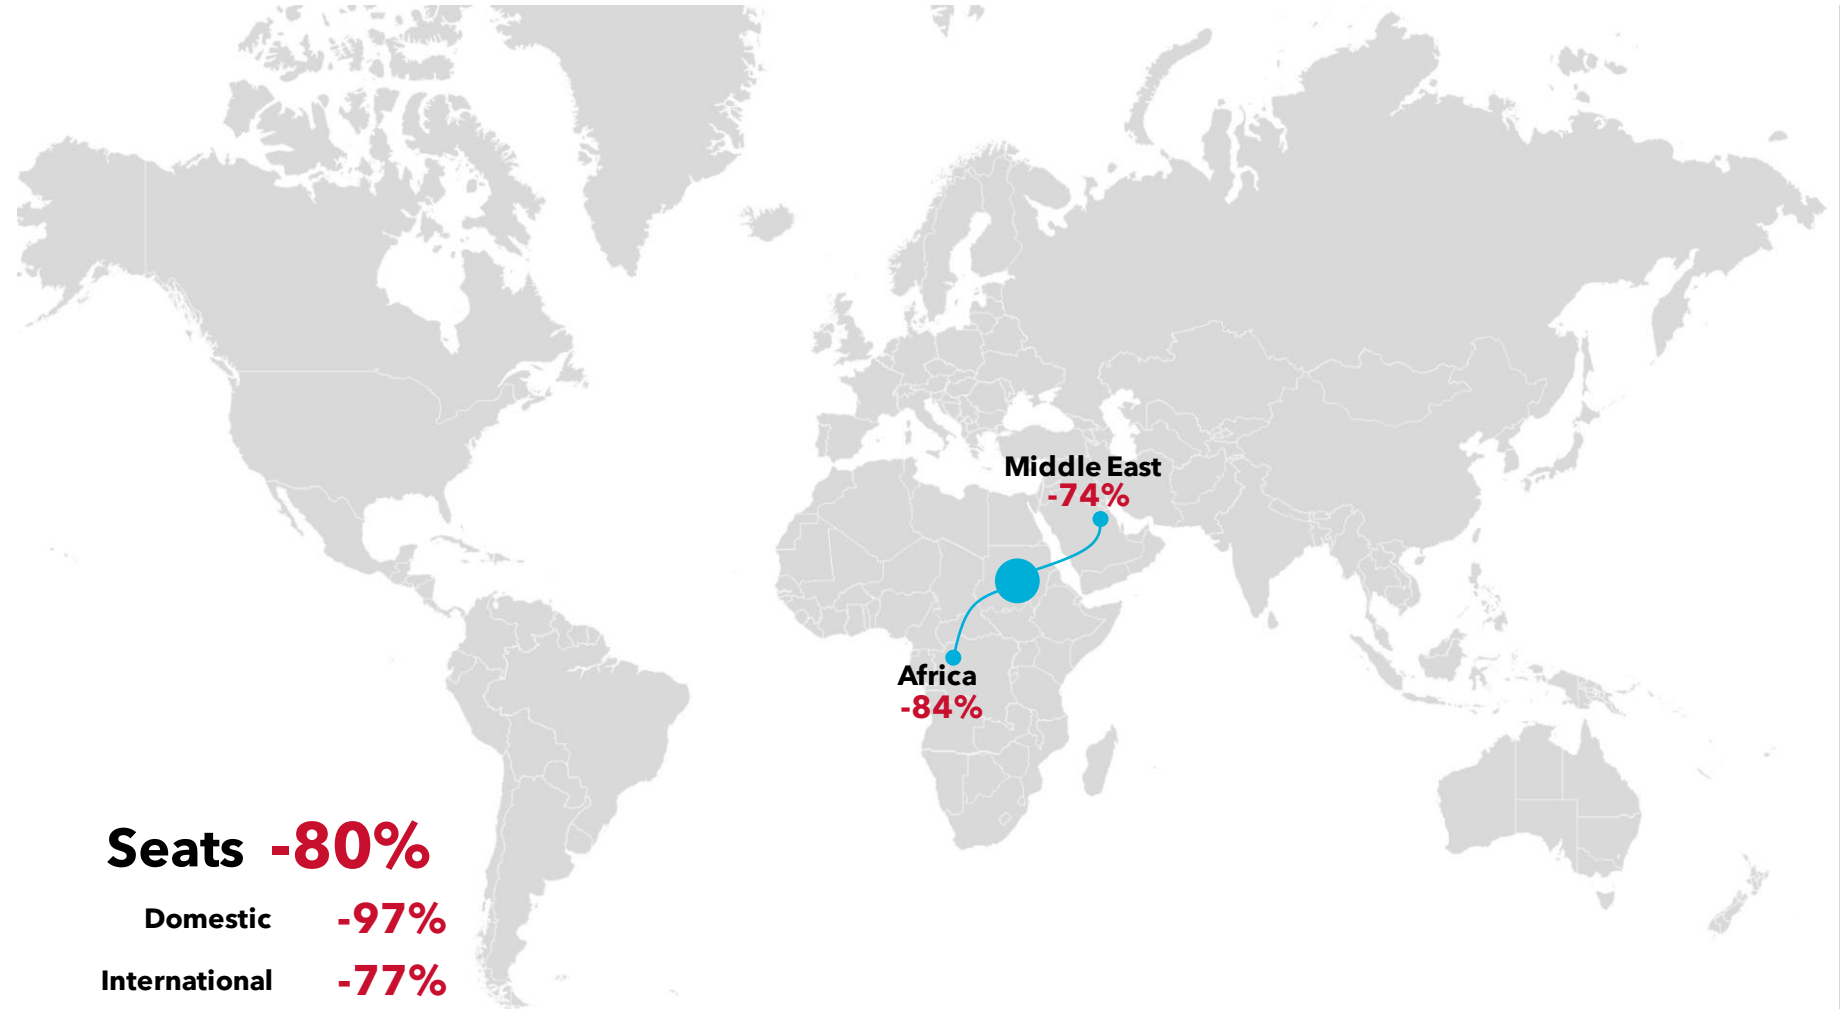 Middle East
-74%
Africa
-84%
Seats -80%
Domestic -97%
International -77%